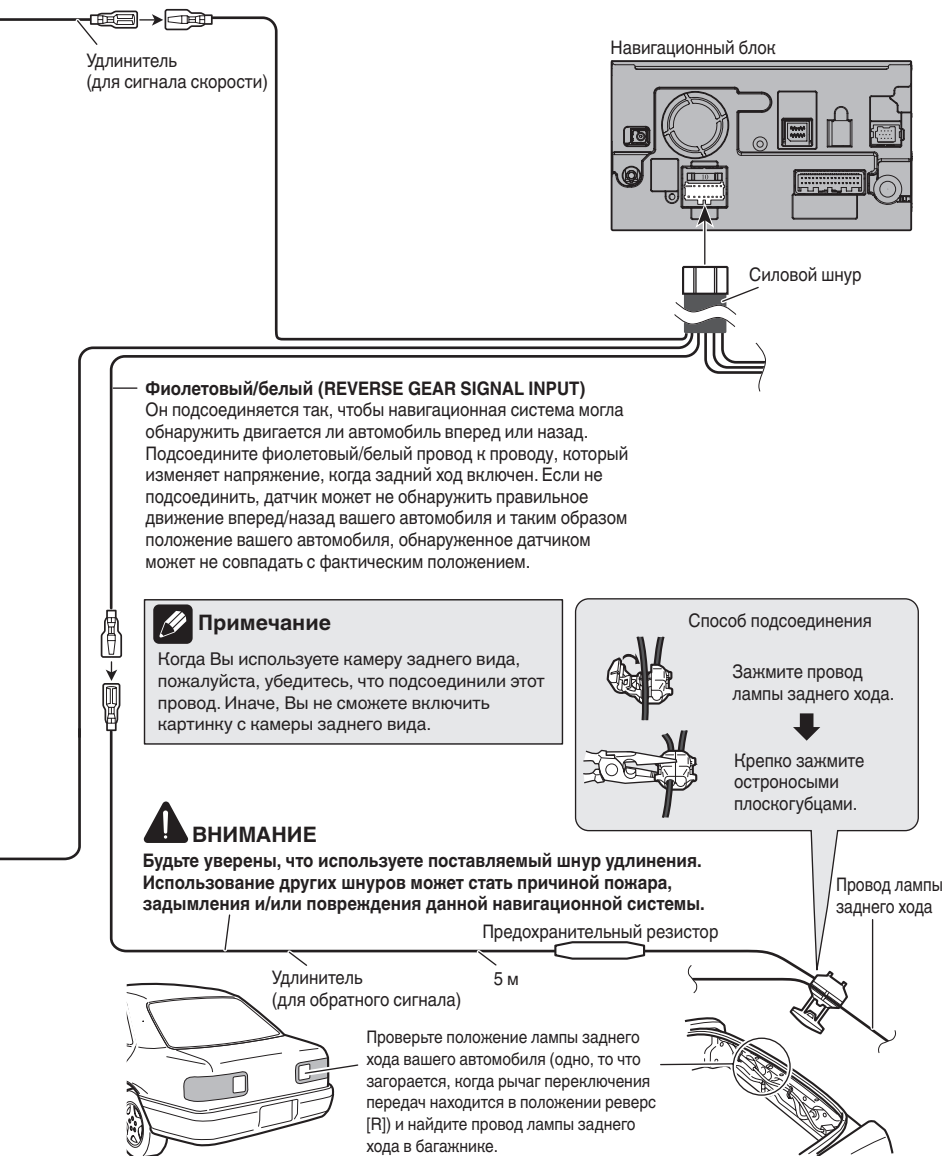 Удлинитель
(для сигнала скорости)
Навигационный блок
10
Силовой шнур
Фиолетовый/белый (REVERSE GEAR SIGNAL INPUT)
Он подсоединяется так, чтобы навигационная система могла
обнаружить двигается ли автомобиль вперед или назад.
Подсоедините фиолетовый/белый провод к проводу, который
изменяет напряжение, когда задний ход включен. Если не
подсоединить, датчик может не обнаружить правильное
движение вперед/назад вашего автомобиля и таким образом
положение вашего автомобиля, обнаруженное датчиком
может не совпадать с фактическим положением.
Примечание
Когда Вы используете камеру заднего вида,
пожалуйста, убедитесь, что подсоединили этот
провод. Иначе, Вы не сможете включить
картинку с камеры заднего вида.
Способ подсоединения
Зажмите провод
лампы заднего хода.
Крепко зажмите
остроносыми
плоскогубцами.
ВНИМАНИЕ
Будьте уверены, что используете поставляемый шнур удлинения.
Использование других шнуров может стать причиной пожара,
задымления и/или повреждения данной навигационной системы.
Провод лампы
заднего хода
Предохранительный резистор
Удлинитель
(для обратного сигнала)
5 м
Проверьте положение лампы заднего
хода вашего автомобиля (одно, то что
загорается, когда рычаг переключения
передач находится в положении реверс
[R]) и найдите провод лампы заднего
хода в багажнике.